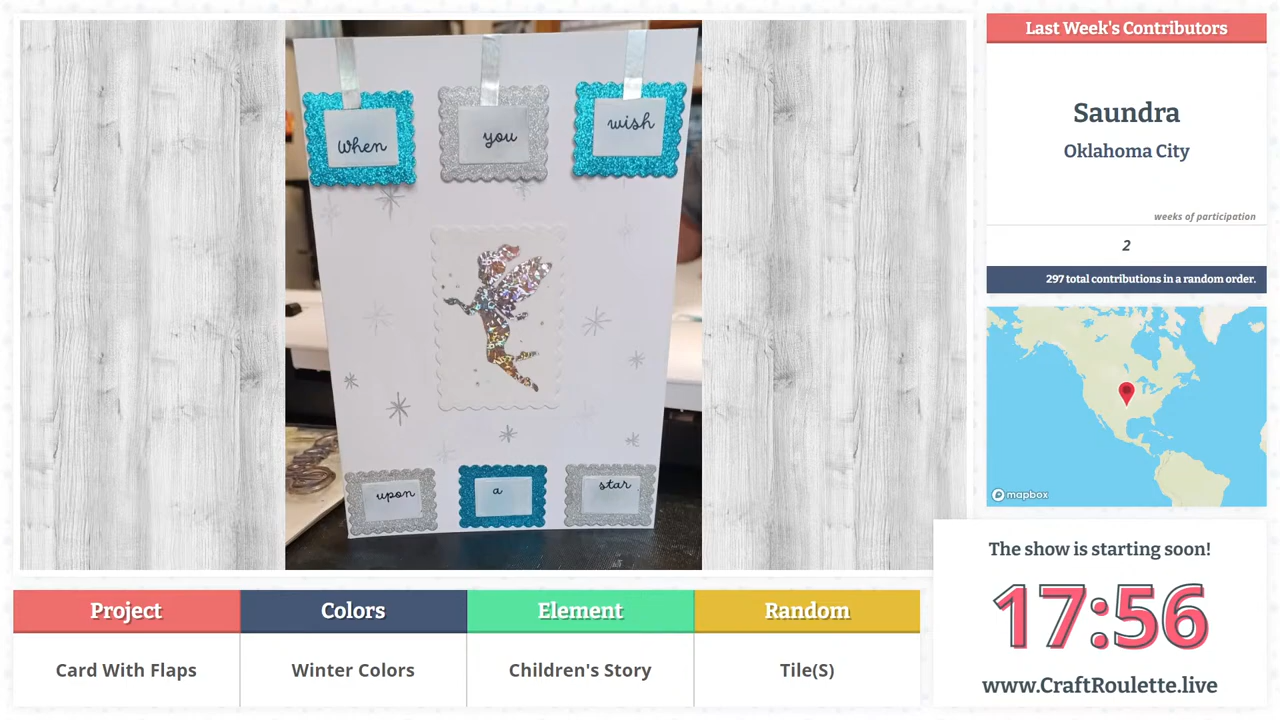 when
you
wish
upon
a
star
Last Week's Contributors
Saundra
Oklahoma City
weeks of participation
2
297 total contributions in a random order.
mapbox
The show is starting soon!
17:56
www.CraftRoulette.live
Project
Colors
Element
Random
Card With Flaps
Winter Colors
Children's Story
Tile(S)